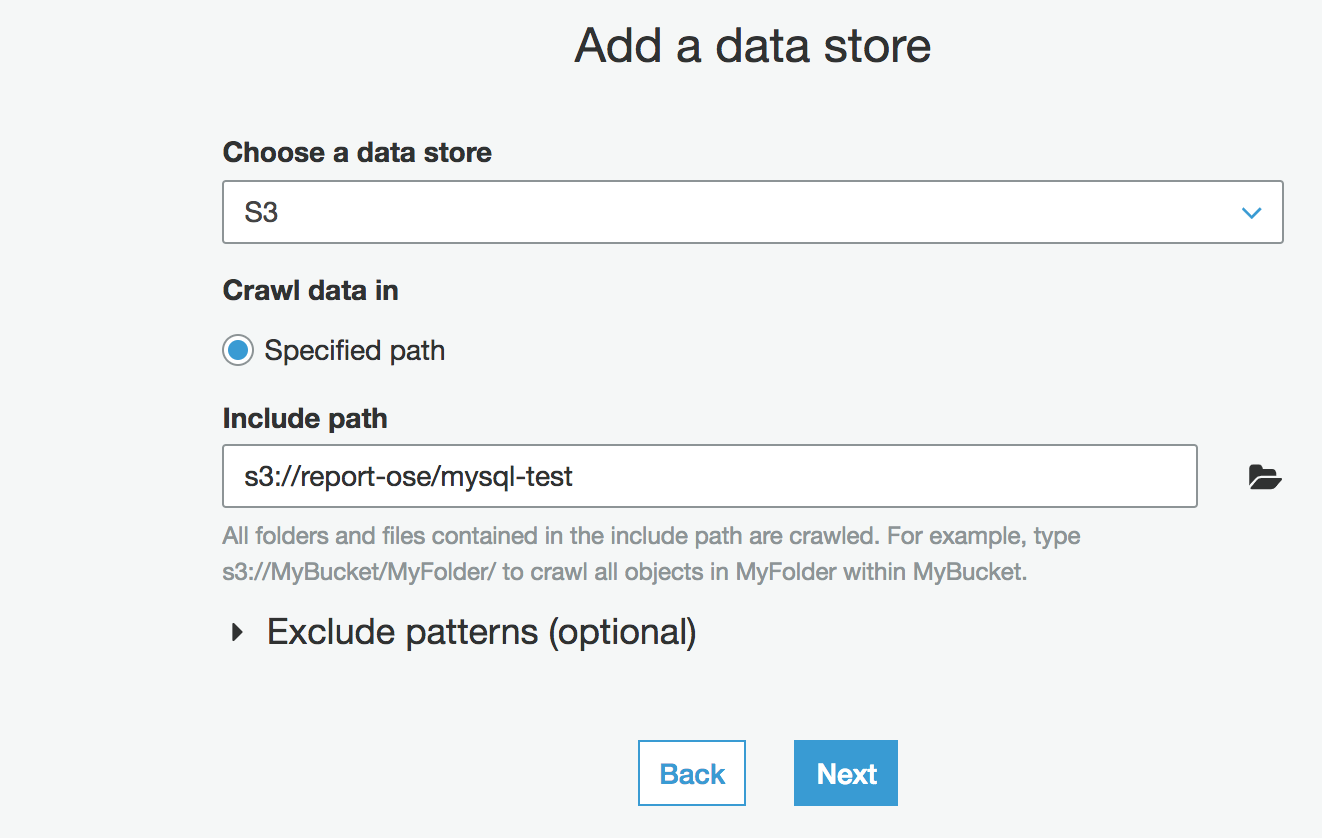 Add a data store
Choose a data store
S3
Crawl data in
Specified path
Include path
s3://report-ose/mysql-test
All folders and files contained in the include path are crawled. For example, type
s3://MyBucket/MyFolder/ to crawl all objects in MyFolder within MyBucket.
Exclude patterns (optional)
Back
Next